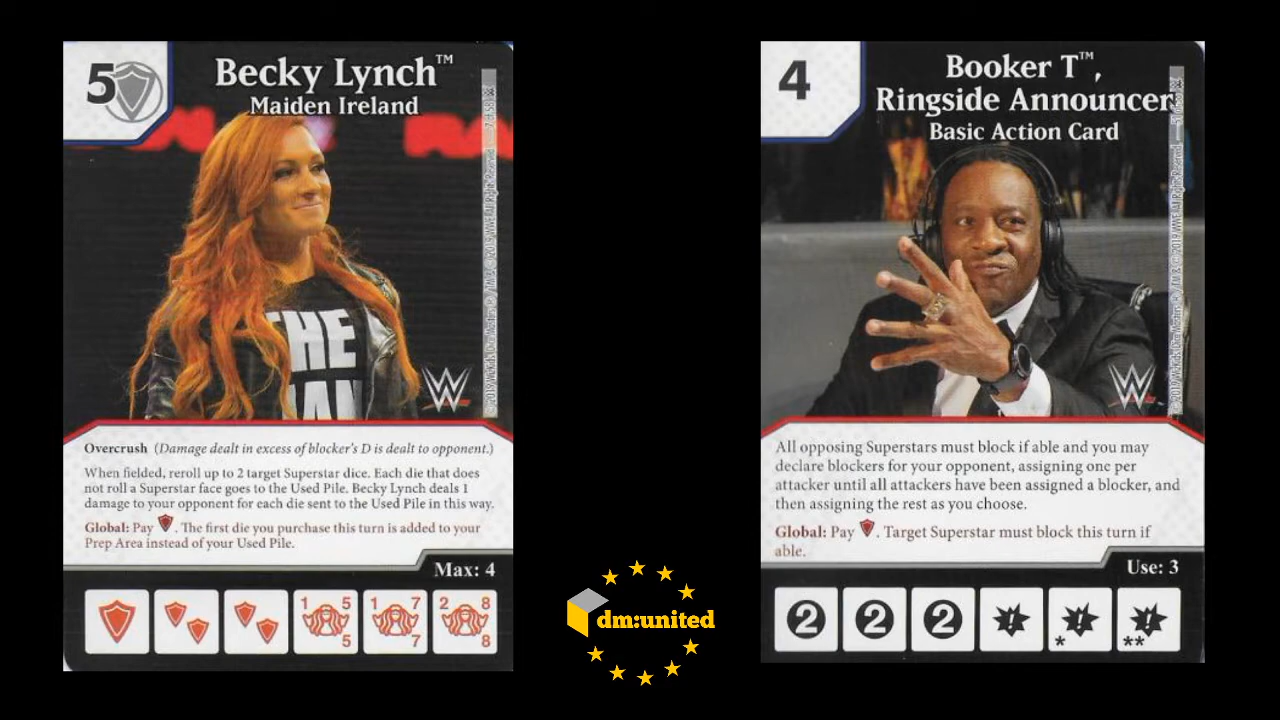 5
Becky Lynch™
Maiden Ireland
THE
Overcrush (Damage dealt in excess of blocker's D is dealt to opponent.)
When fielded, reroll up to 2 target Superstar dice. Each die that does
not roll a Superstar face goes to the Used Pile. Becky Lynch deals 1
damage to your opponent for each die sent to the Used Pile in this way.
Global: Pay . The first die you purchase this turn is added to your
Prep Area instead of your Used Pile.
Max: 4
1 5 5
1 7 7
2 8 8
dm:united
4
Booker T™,
Ringside Announcer
Basic Action Card
All opposing Superstars must block if able and you may
declare blockers for your opponent, assigning one per
attacker until all attackers have been assigned a blocker, and
then assigning the rest as you choose.
Global: Pay . Target Superstar must block this turn if
able.
Use: 3
2 2 2 ! ! * ! **